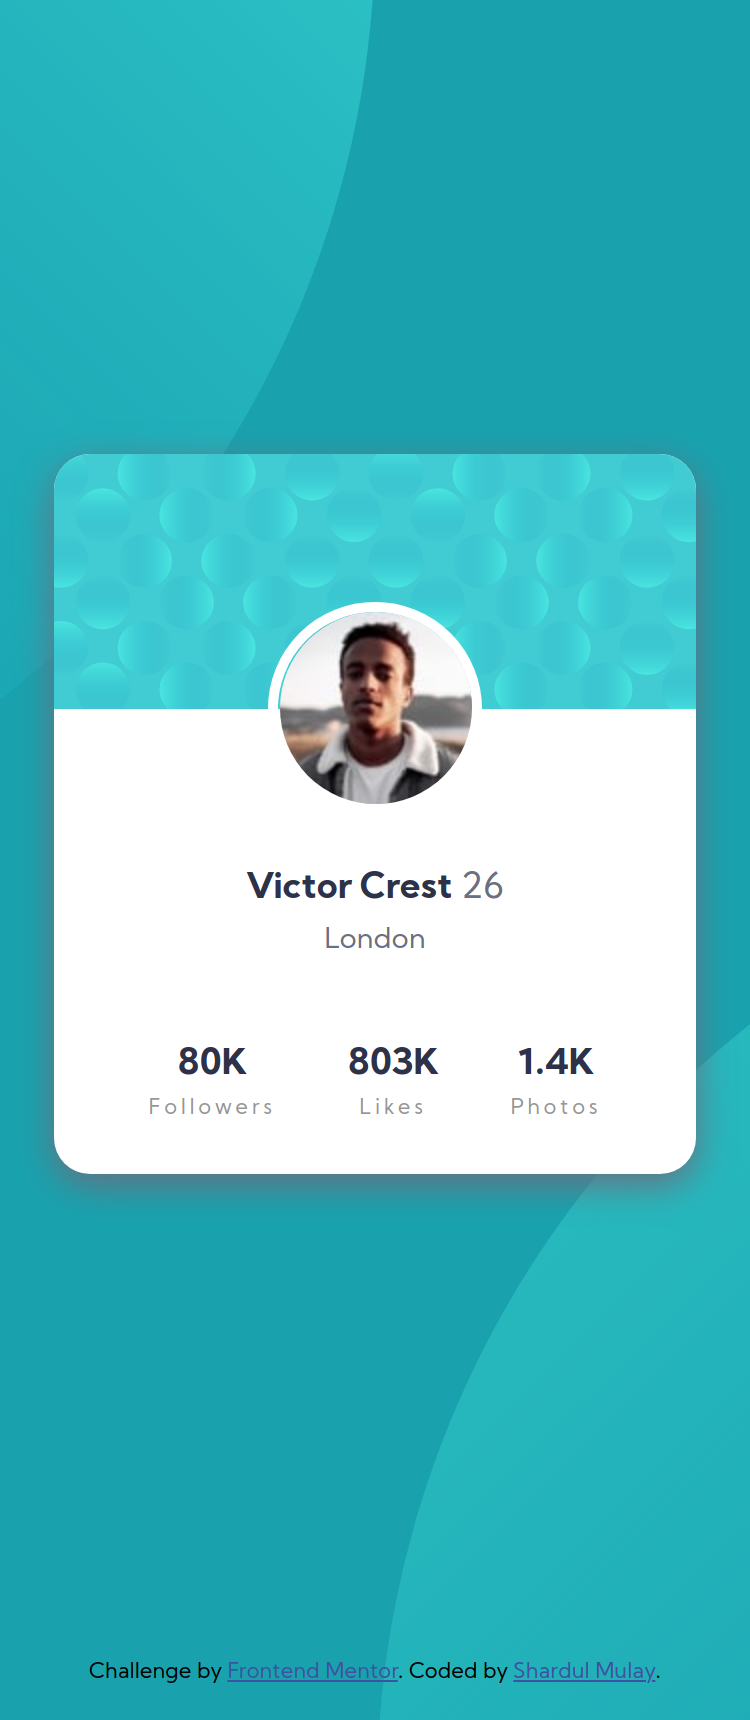 Victor Crest 26
London
80K 803K 1.4K
Followers Likes Photos
Challenge by Frontend Mentor. Coded by Shardul Mulay.